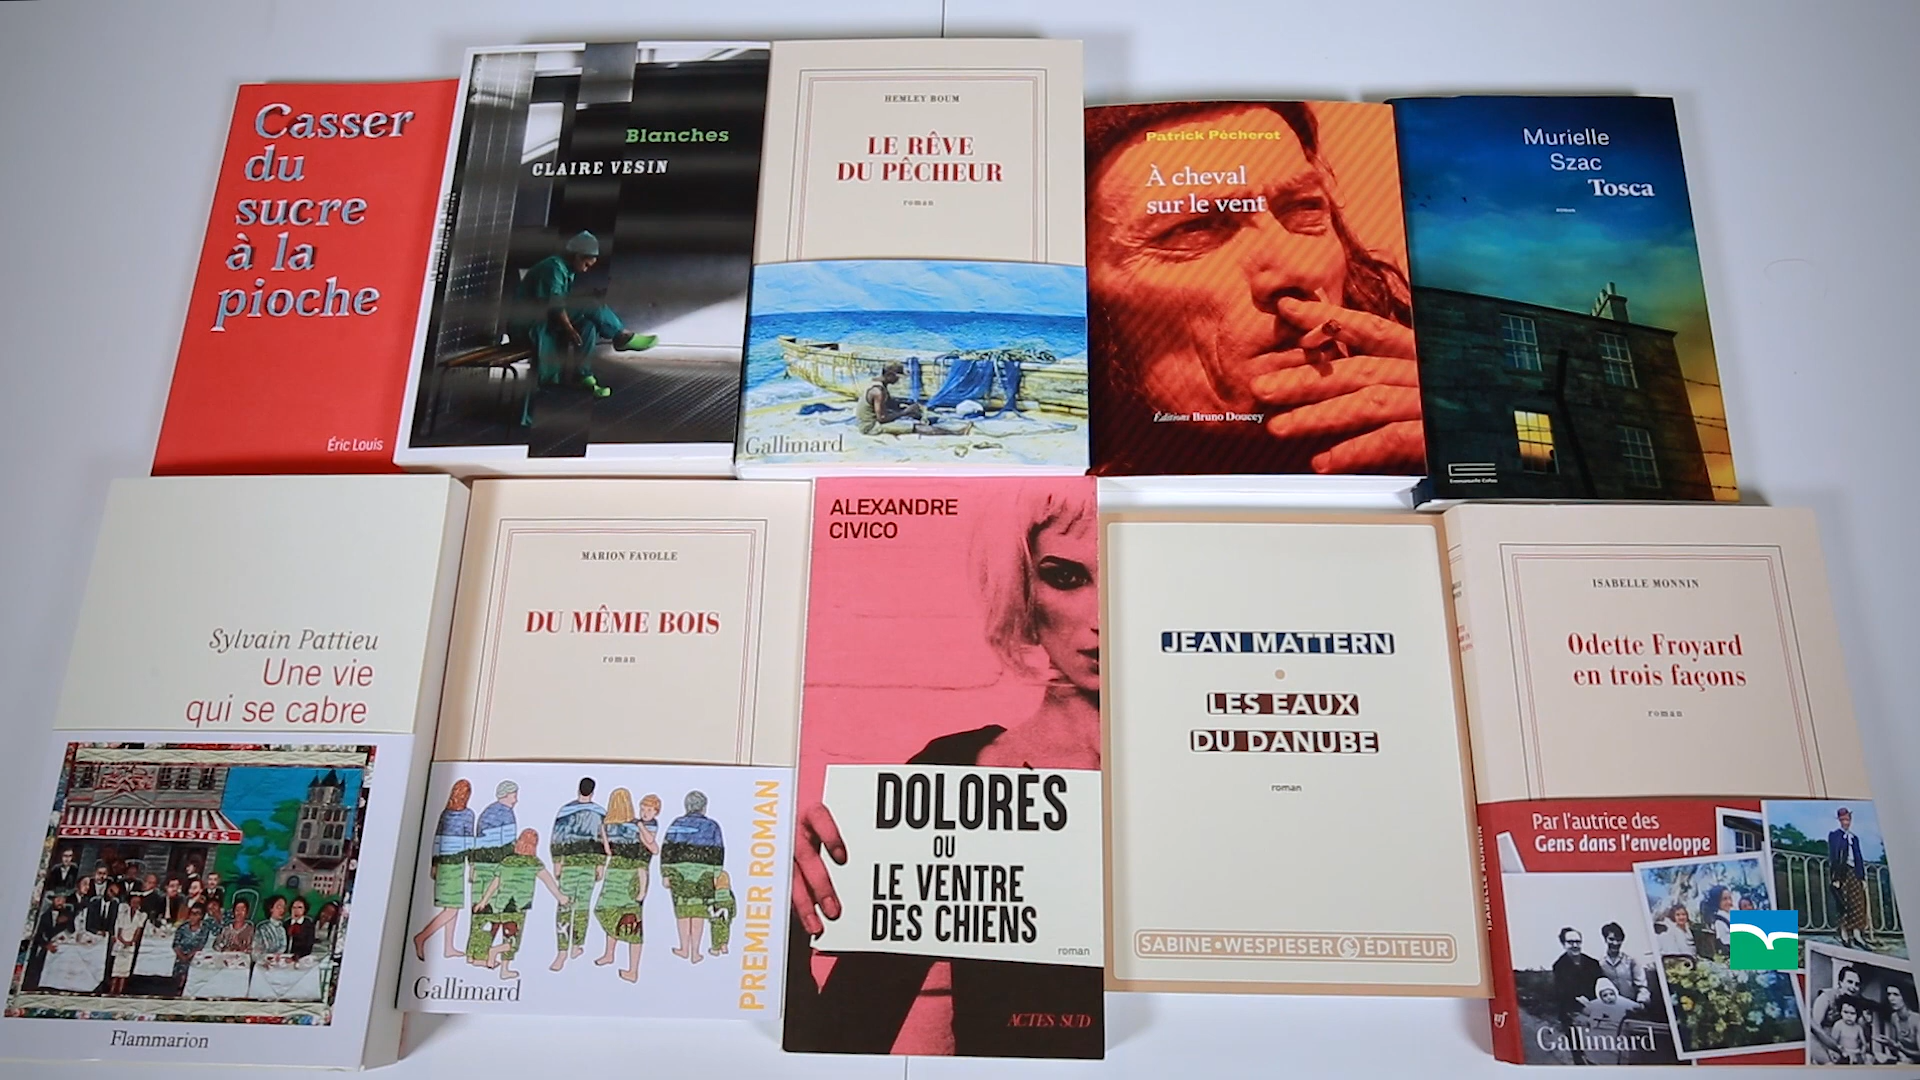 Casser
du
sucre
à la
pioche
Éric Louis
Blanches
CLAIRE VESIN
HEMLEY BOUM
LE RÊVE
DU PÊCHEUR
roman
Gallimard
Patrick Pécherot
À cheval
sur le vent
Éditions Bruno Doucey
Murielle
Szac
Tosca
ROMAN
Emmanuelle Collas
Sylvain Pattieu
Une vie
qui se cabre
CAFE DES ARTISTES
Flammarion
MARION FAYOLLE
DU MÊME BOIS
roman
PREMIER ROMAN
Gallimard
ALEXANDRE
CIVICO
DOLORÈS
OU
LE VENTRE
DES CHIENS
roman
ACTES SUD
JEAN MATTERN
LES EAUX
DU DANUBE
roman
SABINE•WESPIESER ÉDITEUR
ISABELLE MONNIN
Odette Froyard
en trois façons
roman
Par l'autrice des
Gens dans l'enveloppe
ISABELLE MONNIN
nrf
Gallimard